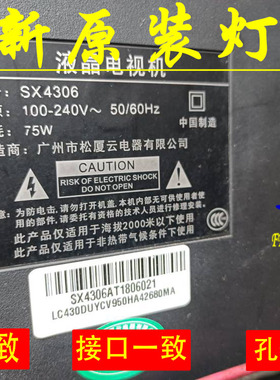 新原装灯
液晶电视机
: SX4306
: 100-240V～ 50/60Hz
耗: 75W
造商: 广州市松厦云电器有限公司
中国制造
CAUTION
RISK OF ELECTRIC SHOCK
DO NOT OPEN
意: 为防电击,请勿打开机盖,本机内部无可供用户
的部件,请委托有资格的技术人员进行维修。
此产品仅适用于海拔2000米以下使用
此产品仅适用于非热带气候条件下使用
SX4306AT1806021
LC430DUYCV950HA42680MA
一致
接口一致
孔